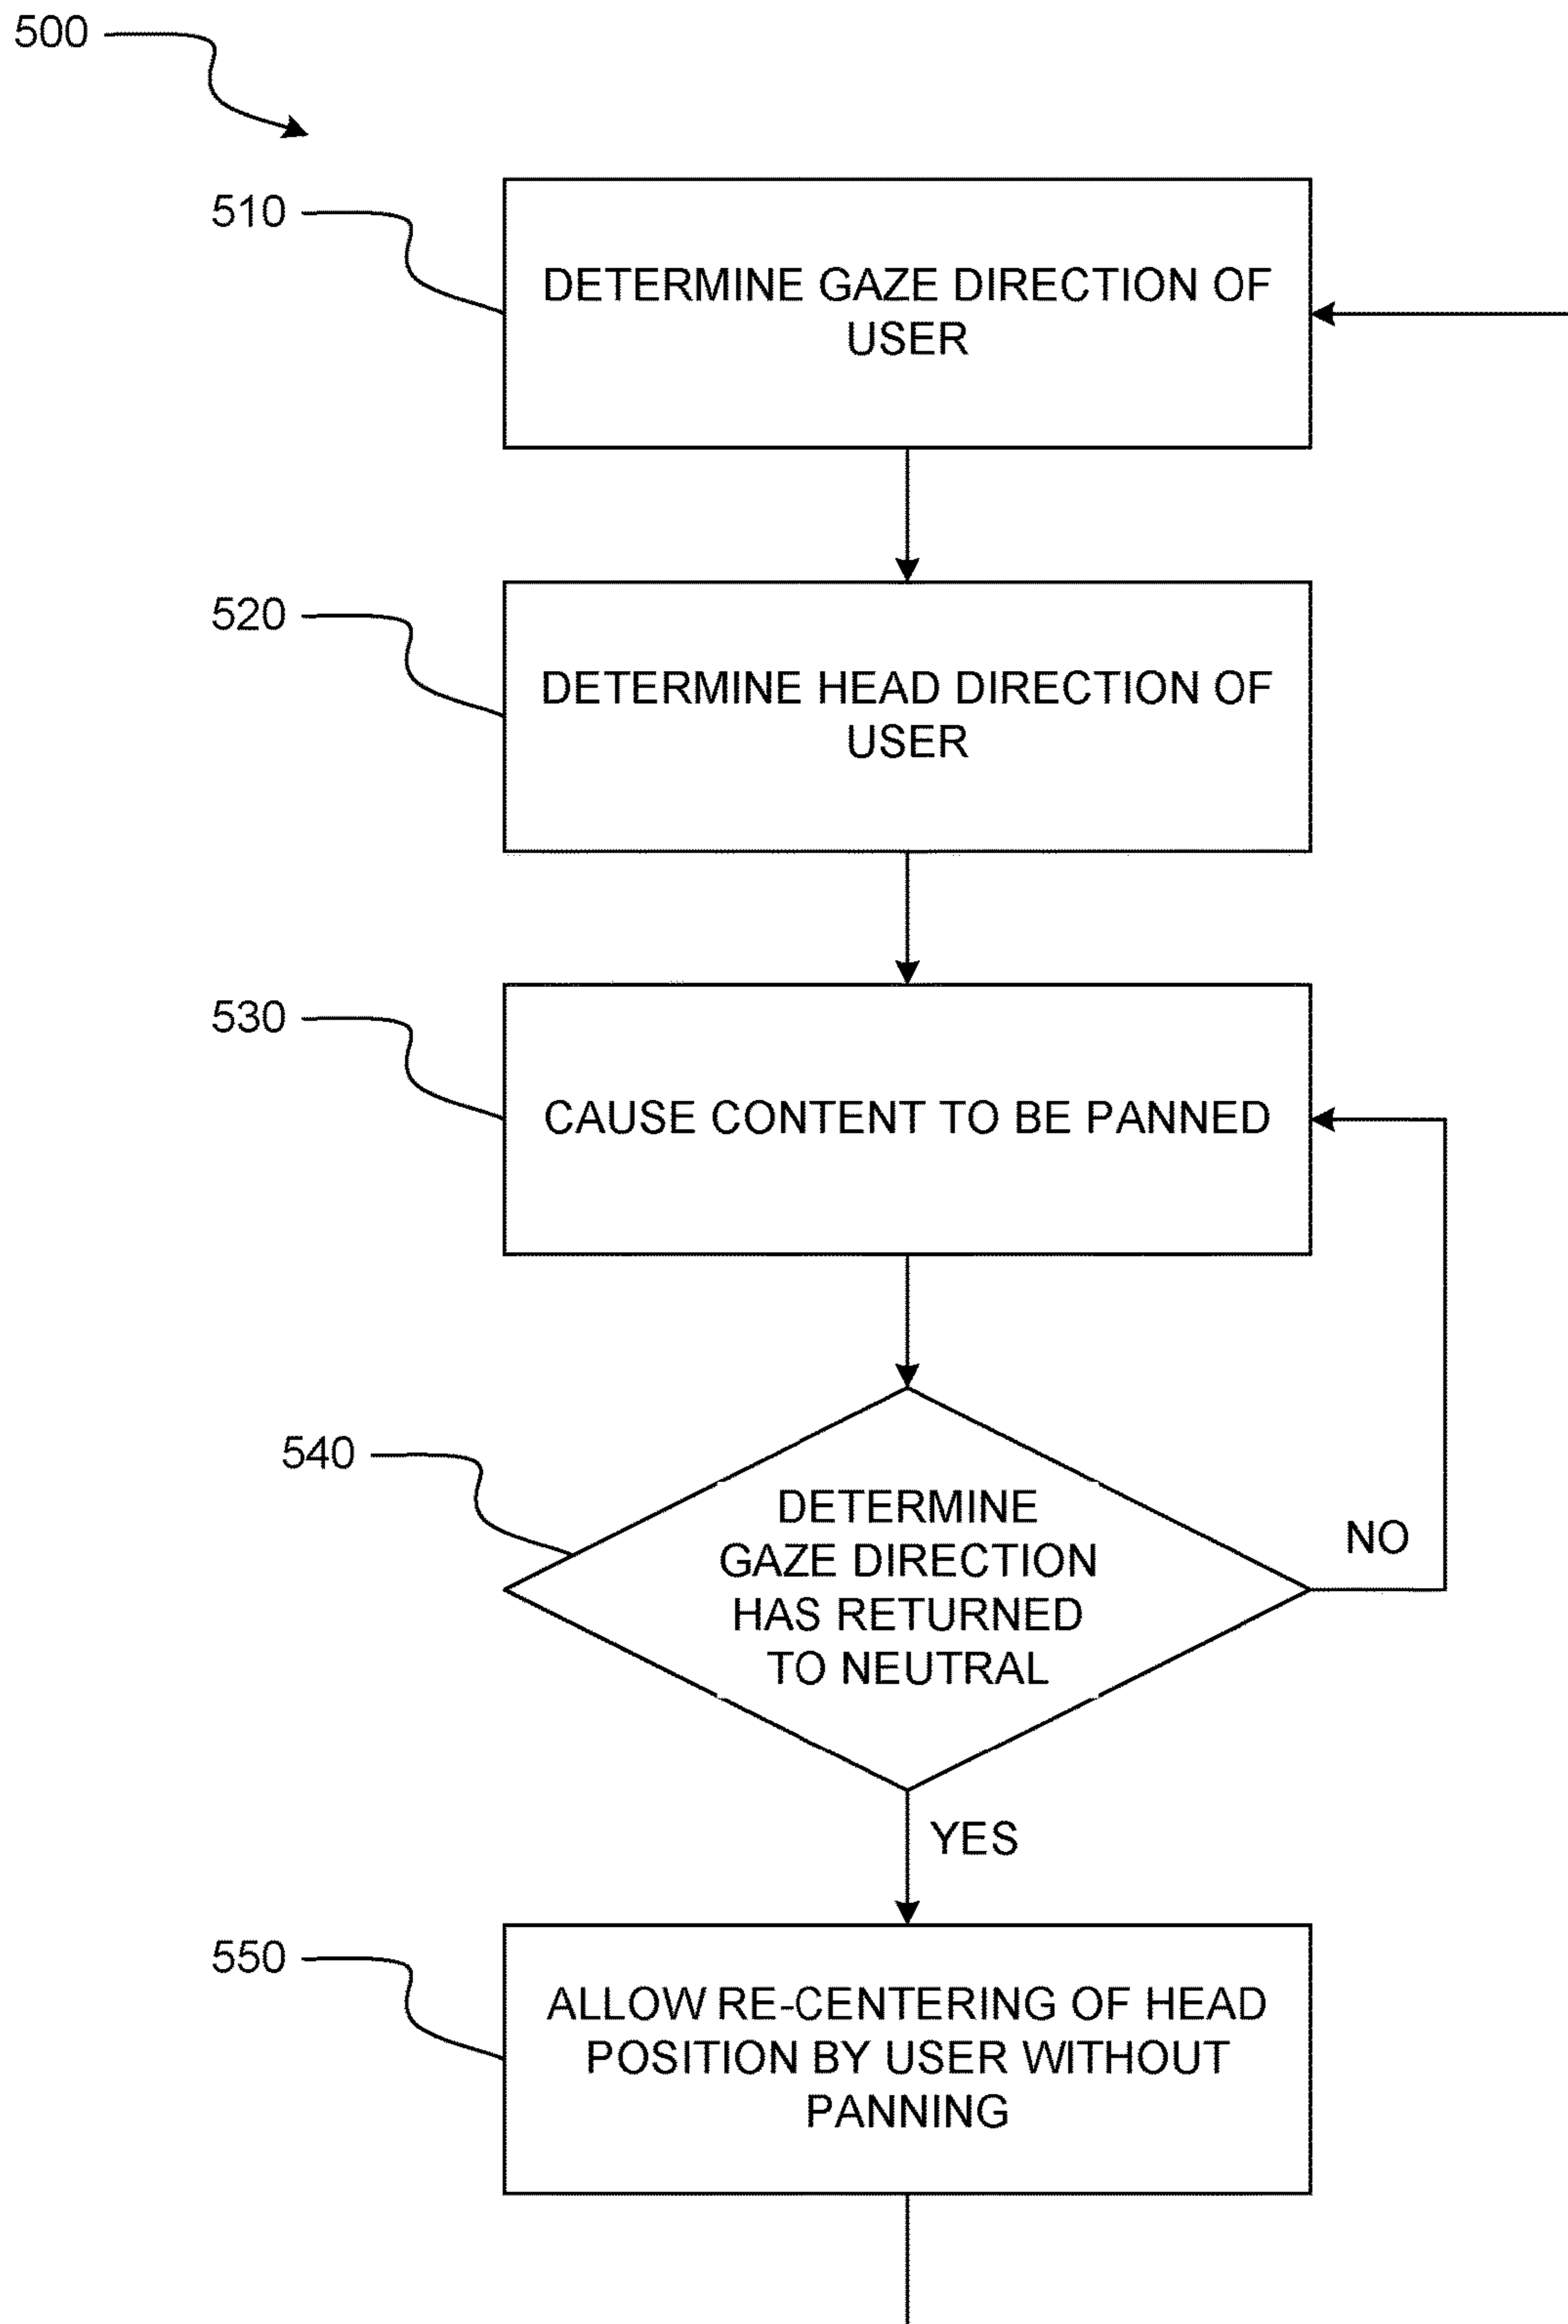 500
510
DETERMINE GAZE DIRECTION OF
USER
520
DETERMINE HEAD DIRECTION OF
USER
530
CAUSE CONTENT TO BE PANNED
540
DETERMINE
GAZE DIRECTION
HAS RETURNED
TO NEUTRAL
NO
YES
550
ALLOW RE-CENTERING OF HEAD
POSITION BY USER WITHOUT
PANNING